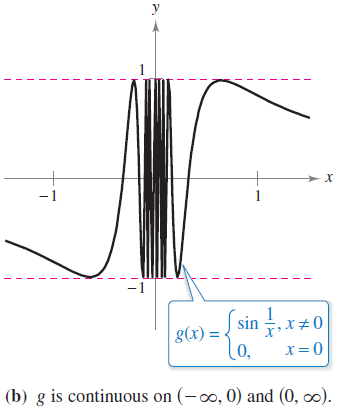 y
1
x
−1
1
−1
g(x) = { sin 1/x, x ≠ 0
0, x = 0
(b) g is continuous on (−∞, 0) and (0, ∞).